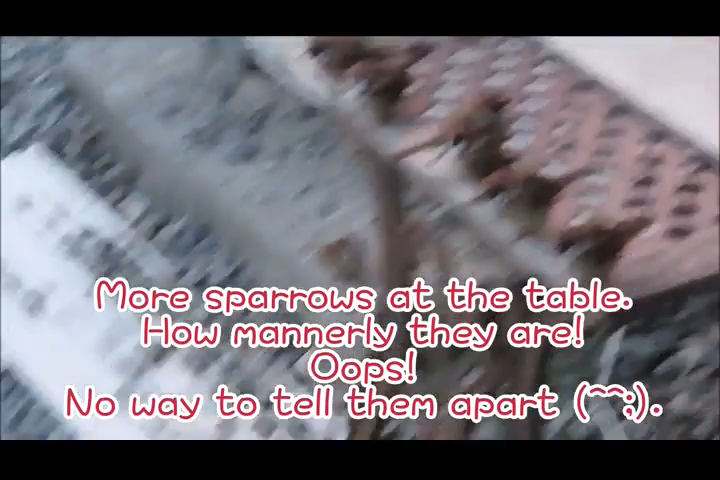 More sparrows at the table.
How mannerly they are!
Oops!
No way to tell them apart (^^;).